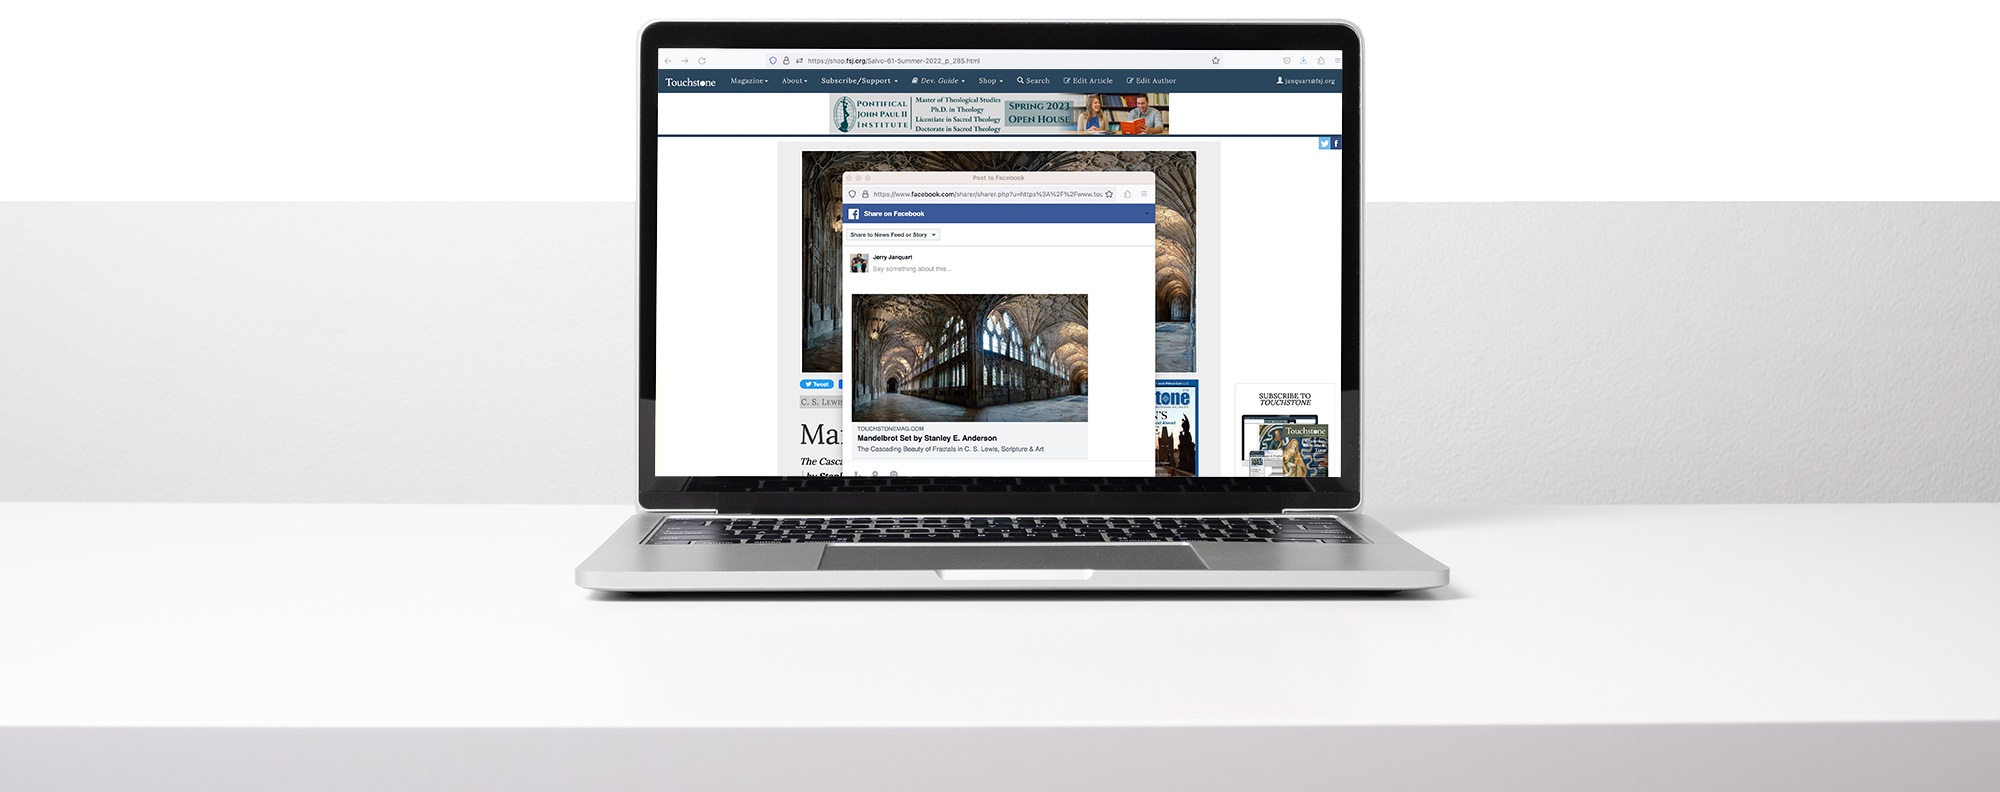 https://shop.fsj.org/Salvo-61-Summer-2022_p_285.html
Touchstone Magazine About Subscribe/Support Dev. Guide Shop Search Edit Article Edit Author janquart@fsj.org
PONTIFICAL
JOHN PAUL II
INSTITUTE
Master of Theological Studies
Ph.D. in Theology
Licentiate in Sacred Theology
Doctorate in Sacred Theology
SPRING 2023
OPEN HOUSE
Post to Facebook
https://www.facebook.com/sharer/sharer.php?u=https%3A%2F%2Fwww.tou
Share on Facebook
Share to News Feed or Story
Jerry Janquart
Say something about this...
TOUCHSTONEMAG.COM
Mandelbrot Set by Stanley E. Anderson
The Cascading Beauty of Fractals in C. S. Lewis, Scripture & Art
Tweet
C. S. LEWIS
Ma
The Casca
by Stanl
stone
N'S
SUBSCRIBE TO
TOUCHSTONE
Touchstone